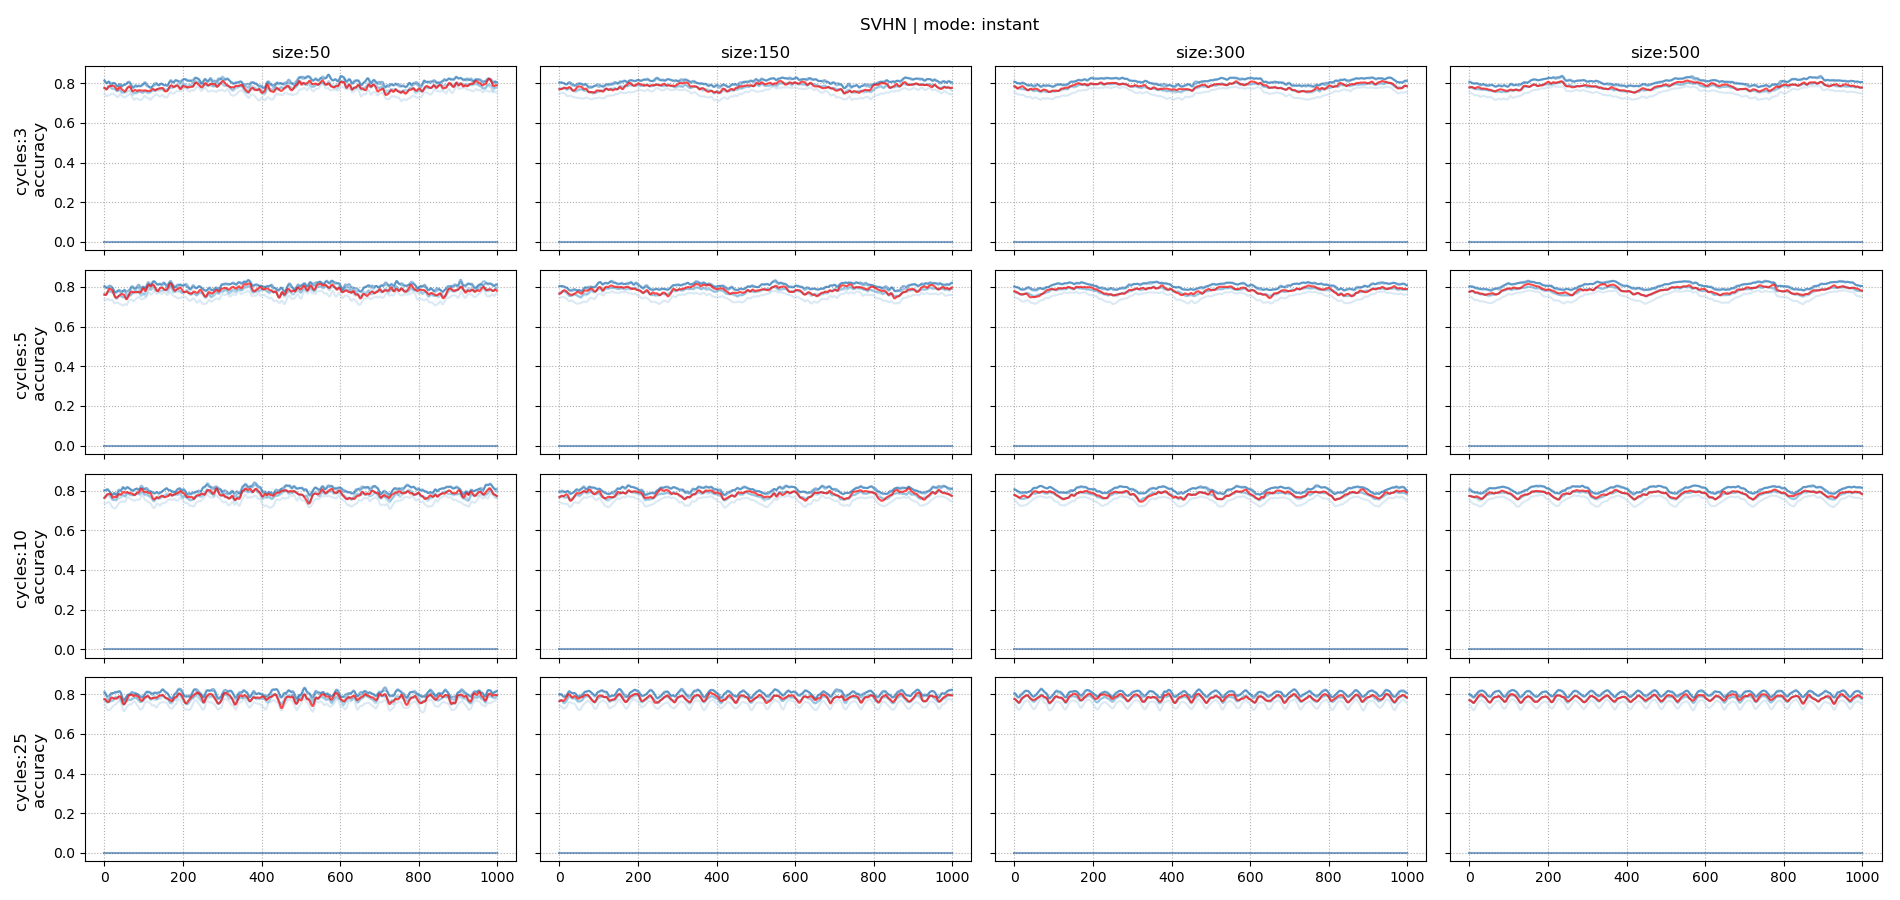 SVHN | mode: instant
size:50 size:150 size:300 size:500
cycles:3
accuracy
0.8
0.6
0.4
0.2
0.0
cycles:5
accuracy
0.8
0.6
0.4
0.2
0.0
cycles:10
accuracy
0.8
0.6
0.4
0.2
0.0
cycles:25
accuracy
0.8
0.6
0.4
0.2
0.0
0 200 400 600 800 1000 0 200 400 600 800 1000 0 200 400 600 800 1000 0 200 400 600 800 1000